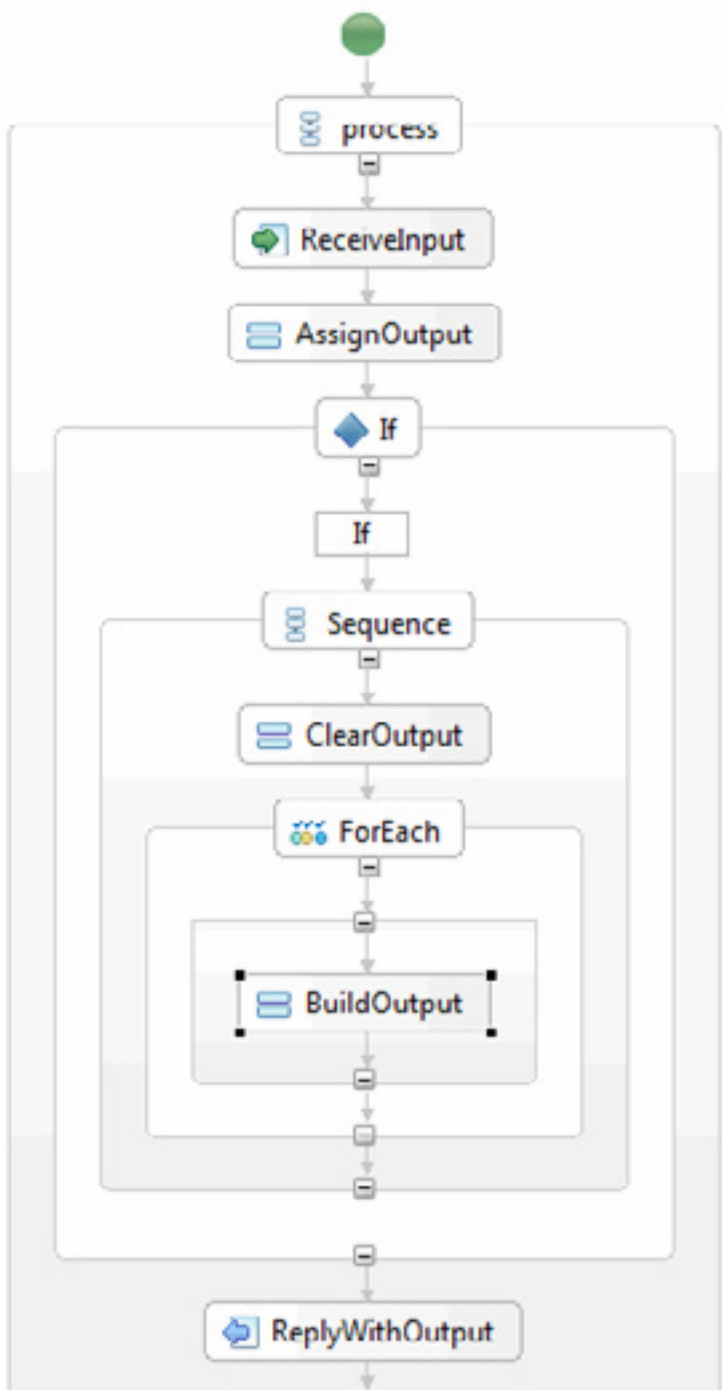 process
ReceiveInput
AssignOutput
If
If
Sequence
ClearOutput
ForEach
BuildOutput
ReplyWithOutput